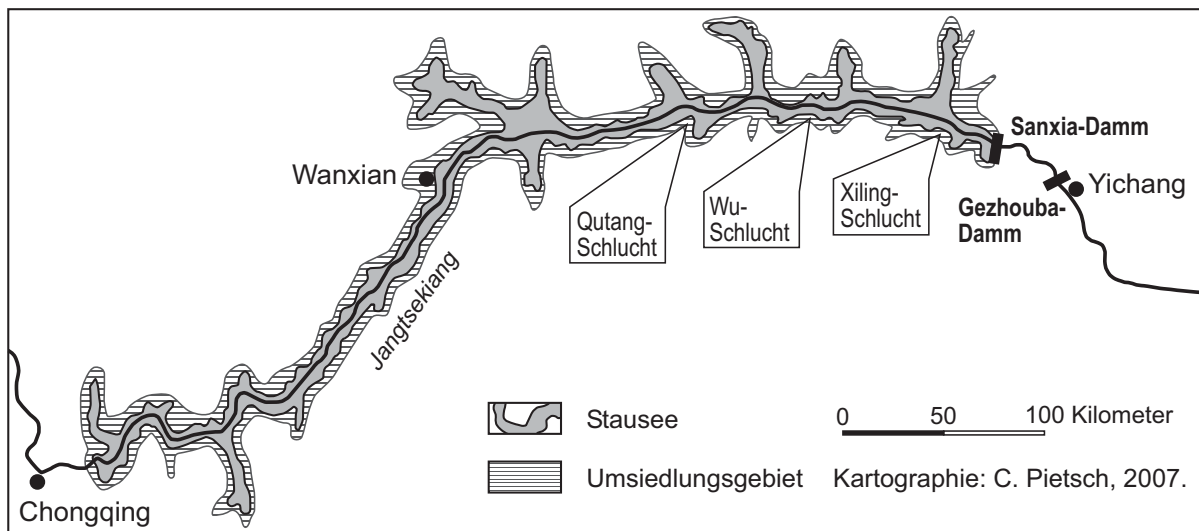 Sanxia-Damm
Wanxian
Yichang
Qutang-
Schlucht
Wu-
Schlucht
Xiling-
Schlucht
Gezhouba-
Damm
Jangtsekiang
Stausee
0 50 100 Kilometer
Umsiedlungsgebiet
Kartographie: C. Pietsch, 2007.
Chongqing